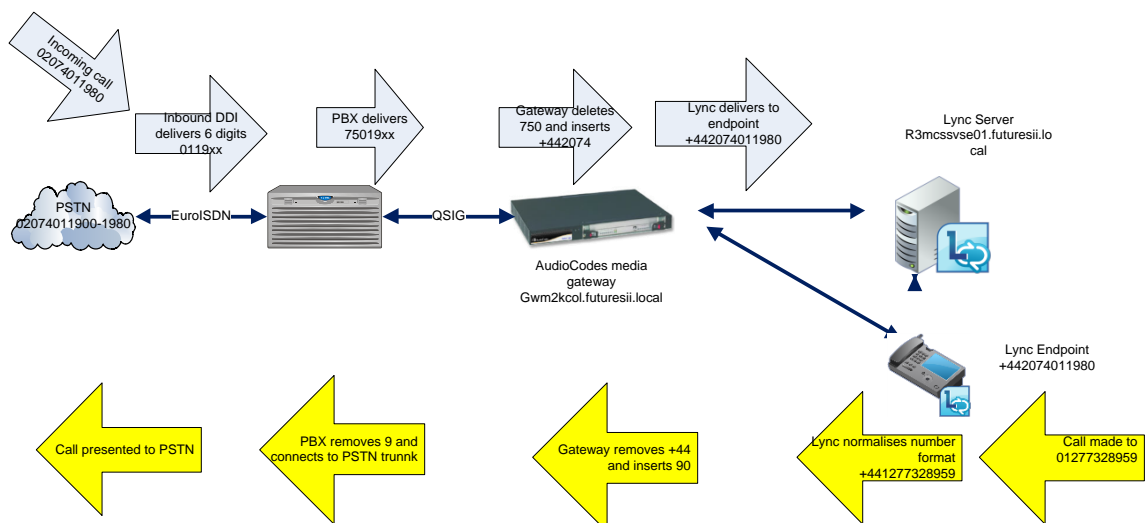 Incoming call
02074011980
Inbound DDI
delivers 6 digits
0119xx
PBX delivers
75019xx
Gateway deletes
750 and inserts
+442074
Lync delivers to
endpoint
+442074011980
Lync Server
R3mcssvse01.futuresii.lo
cal
PSTN
02074011900-1980
EuroISDN
QSIG
AudioCodes media
gateway
Gwm2kcol.futuresii.local
Lync Endpoint
+442074011980
Call presented to PSTN
PBX removes 9 and
connects to PSTN trunnk
Gateway removes +44
and inserts 90
Lync normalises number
format
+441277328959
Call made to
01277328959